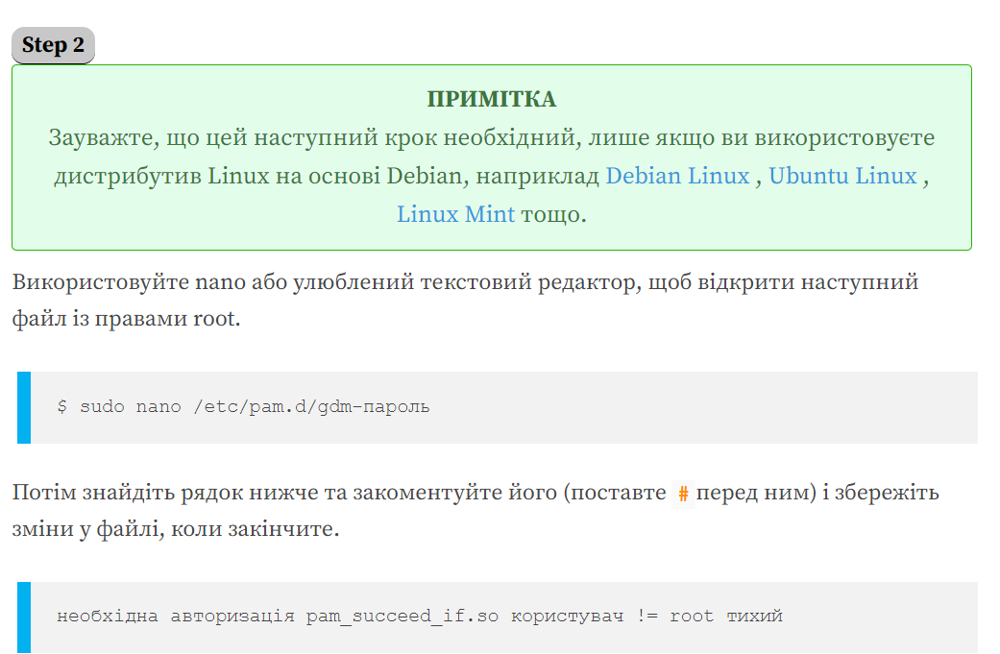 Step 2
ПРИМІТКА
Зауважте, що цей наступний крок необхідний, лише якщо ви використовуєте
дистрибутив Linux на основі Debian, наприклад Debian Linux , Ubuntu Linux ,
Linux Mint тощо.
Використовуйте nano або улюблений текстовий редактор, щоб відкрити наступний
файл із правами root.
$ sudo nano /etc/pam.d/gdm-пароль
Потім знайдіть рядок нижче та закоментуйте його (поставте # перед ним) і збережіть
зміни у файлі, коли закінчите.
необхідна авторизація pam_succeed_if.so користувач != root тихий